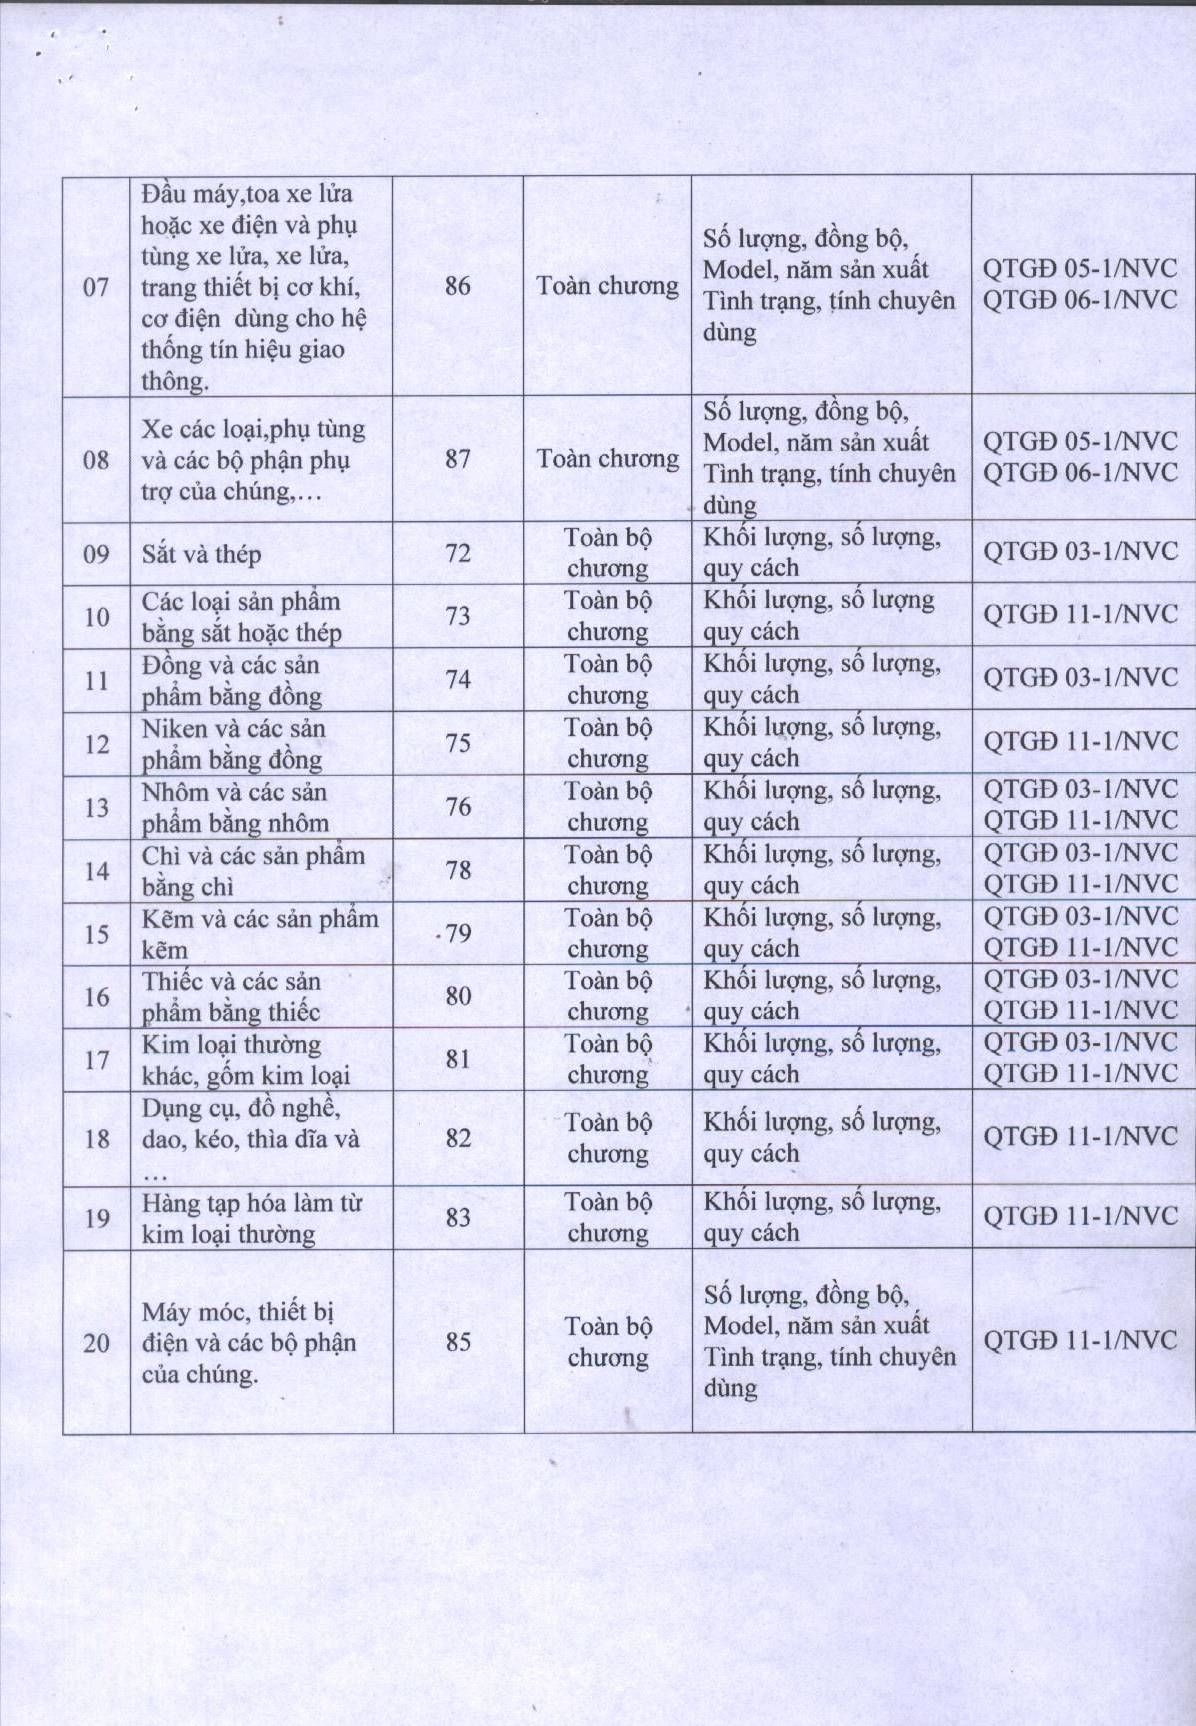 07
Đầu máy,toa xe lửa
hoặc xe điện và phụ
tùng xe lửa, xe lửa,
trang thiết bị cơ khí,
cơ điện dùng cho hệ
thống tín hiệu giao
thông.
86
Toàn chương
Số lượng, đồng bộ,
Model, năm sản xuất
Tình trạng, tính chuyên
dùng
QTGĐ 05-1/NVC
QTGĐ 06-1/NVC
08
Xe các loại,phụ tùng
và các bộ phận phụ
trợ của chúng,…
87
Toàn chương
Số lượng, đồng bộ,
Model, năm sản xuất
Tình trạng, tính chuyên
dùng
QTGĐ 05-1/NVC
QTGĐ 06-1/NVC
09
Sắt và thép
72
Toàn bộ
chương
Khối lượng, số lượng,
quy cách
QTGĐ 03-1/NVC
10
Các loại sản phẩm
bằng sắt hoặc thép
73
Toàn bộ
chương
Khối lượng, số lượng
quy cách
QTGĐ 11-1/NVC
11
Đồng và các sản
phẩm bằng đồng
74
Toàn bộ
chương
Khối lượng, số lượng,
quy cách
QTGĐ 03-1/NVC
12
Niken và các sản
phẩm bằng đồng
75
Toàn bộ
chương
Khối lượng, số lượng,
quy cách
QTGĐ 11-1/NVC
13
Nhôm và các sản
phẩm bằng nhôm
76
Toàn bộ
chương
Khối lượng, số lượng,
quy cách
QTGĐ 03-1/NVC
QTGĐ 11-1/NVC
14
Chì và các sản phẩm
bằng chì
78
Toàn bộ
chương
Khối lượng, số lượng,
quy cách
QTGĐ 03-1/NVC
QTGĐ 11-1/NVC
15
Kẽm và các sản phẩm
kẽm
79
Toàn bộ
chương
Khối lượng, số lượng,
quy cách
QTGĐ 03-1/NVC
QTGĐ 11-1/NVC
16
Thiếc và các sản
phẩm bằng thiếc
80
Toàn bộ
chương
Khối lượng, số lượng,
quy cách
QTGĐ 03-1/NVC
QTGĐ 11-1/NVC
17
Kim loại thường
khác, gốm kim loại
81
Toàn bộ
chương
Khối lượng, số lượng,
quy cách
QTGĐ 03-1/NVC
QTGĐ 11-1/NVC
18
Dụng cụ, đồ nghề,
dao, kéo, thìa dĩa và
…
82
Toàn bộ
chương
Khối lượng, số lượng,
quy cách
QTGĐ 11-1/NVC
19
Hàng tạp hóa làm từ
kim loại thường
83
Toàn bộ
chương
Khối lượng, số lượng,
quy cách
QTGĐ 11-1/NVC
20
Máy móc, thiết bị
điện và các bộ phận
của chúng.
85
Toàn bộ
chương
Số lượng, đồng bộ,
Model, năm sản xuất
Tình trạng, tính chuyên
dùng
QTGĐ 11-1/NVC